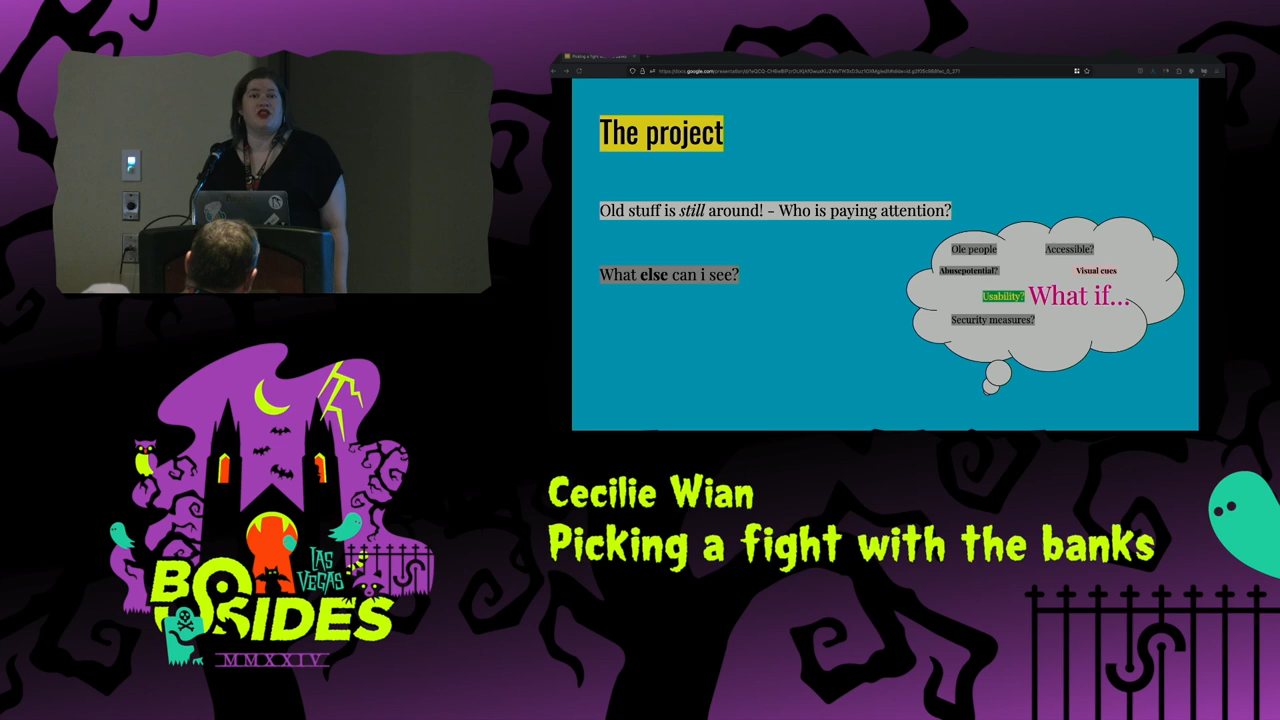 The project
Old stuff is still around! - Who is paying attention?
What else can i see?
Ole people
Accessible?
Abusepotential?
Visual cues
Usability?
What if...
Security measures?
Cecilie Wian
Picking a fight with the banks
LAS
VEGAS
BSIDES
MMXXIV